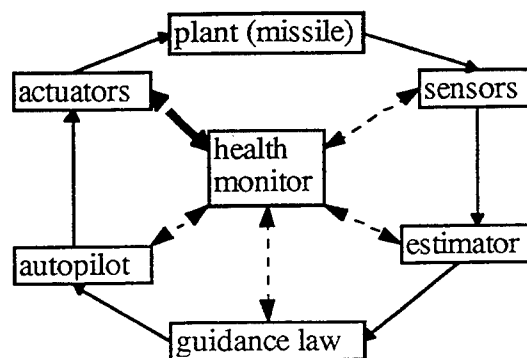 plant (missile)
actuators
sensors
health
monitor
autopilot
estimator
guidance law